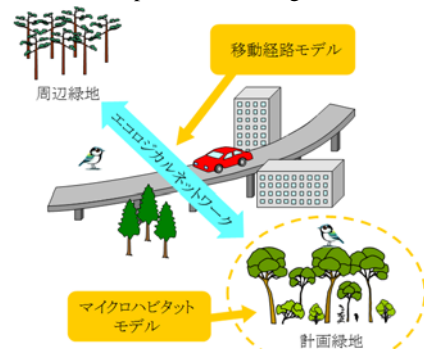 移動経路モデル
周辺緑地
エコロジカルネットワーク
マイクロハビタット
モデル
計画緑地